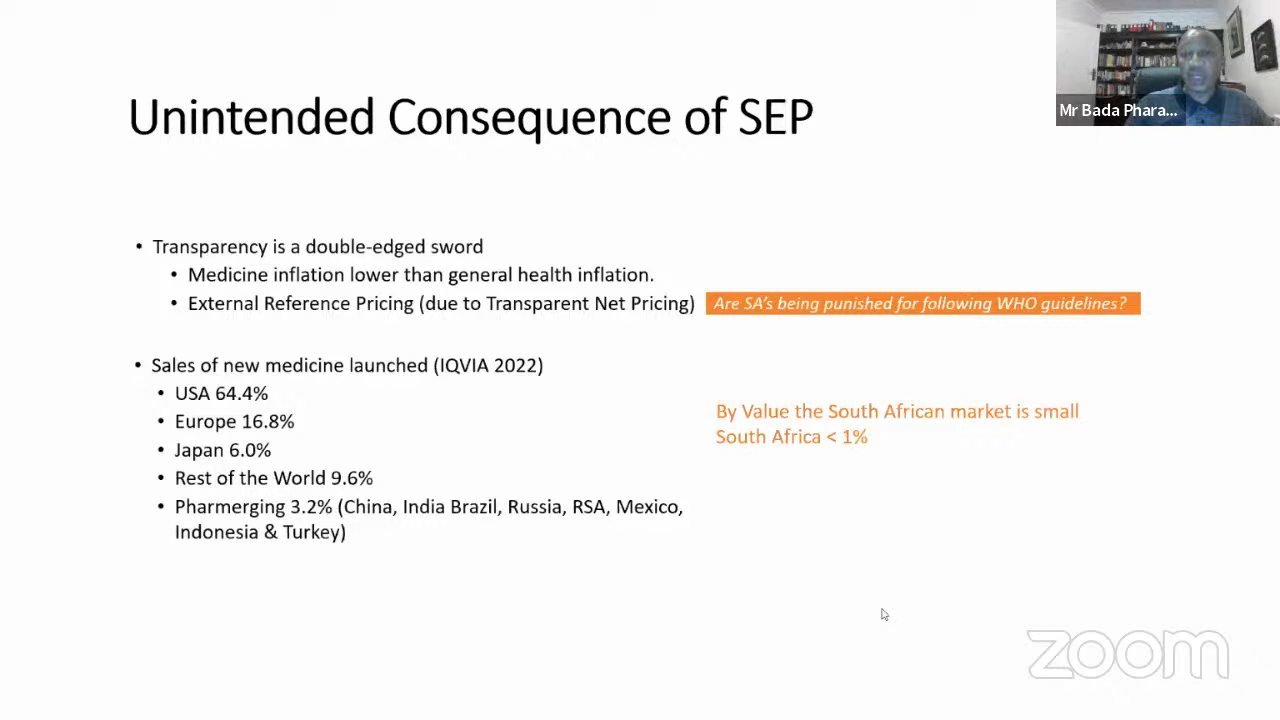 Mr Bada Phara...
Unintended Consequence of SEP
• Transparency is a double-edged sword
• Medicine inflation lower than general health inflation.
• External Reference Pricing (due to Transparent Net Pricing)
Are SA's being punished for following WHO guidelines?
• Sales of new medicine launched (IQVIA 2022)
• USA 64.4%
• Europe 16.8%
• Japan 6.0%
• Rest of the World 9.6%
• Pharmerging 3.2% (China, India Brazil, Russia, RSA, Mexico,
Indonesia & Turkey)
By Value the South African market is small
South Africa < 1%
zoom